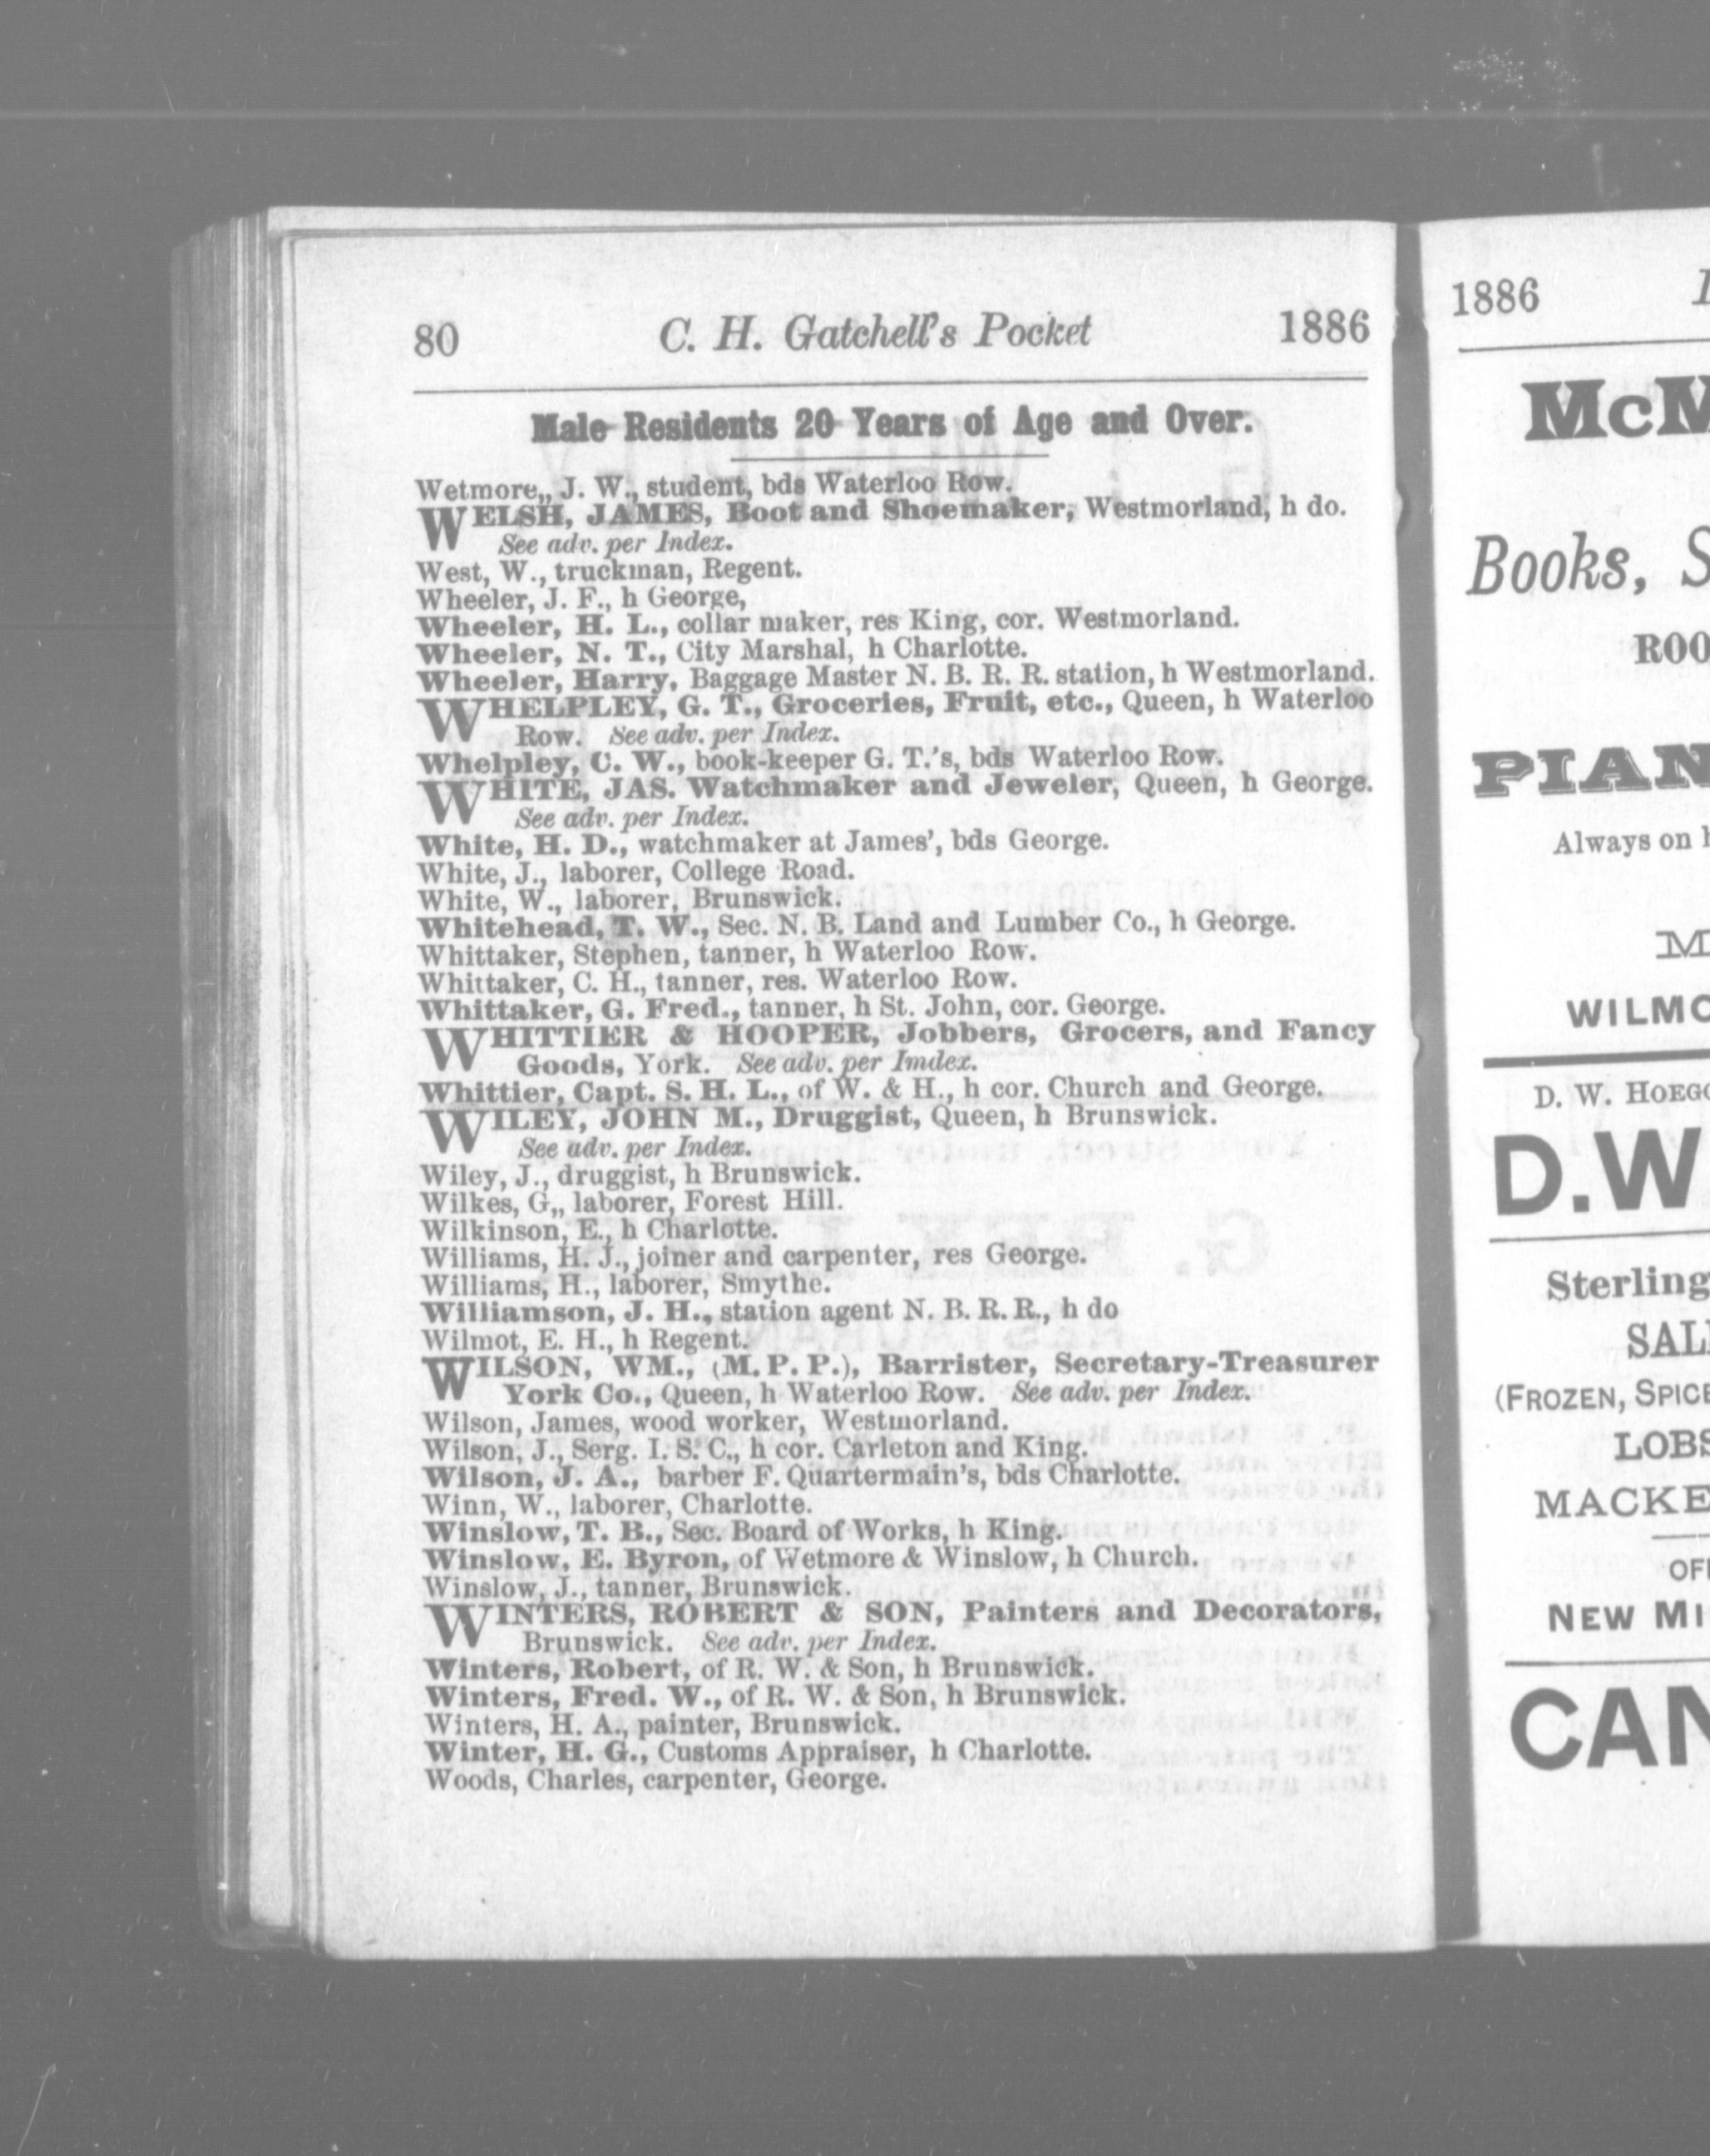 80 C. H. Gatchell's Pocket 1886
Male Residents 20 Years of Age and Over.
Wetmore,, J. W., student, bds Waterloo Row.
WELSH, JAMES, Boot and Shoemaker, Westmorland, h do.
See adv. per Index.
West, W., truckman, Regent.
Wheeler, J. F., h George,
Wheeler, H. L., collar maker, res King, cor. Westmorland.
Wheeler, N. T., City Marshal, h Charlotte.
Wheeler, Harry, Baggage Master N. B. R. R. station, h Westmorland.
WHELPLEY, G. T., Groceries, Fruit, etc., Queen, h Waterloo
Row. See adv. per Index.
Whelpley, C. W., book-keeper G. T.'s, bds Waterloo Row.
WHITE, JAS. Watchmaker and Jeweler, Queen, h George.
See adv. per Index.
White, H. D., watchmaker at James', bds George.
White, J., laborer, College Road.
White, W., laborer, Brunswick.
Whitehead, T. W., Sec. N. B. Land and Lumber Co., h George.
Whittaker, Stephen, tanner, h Waterloo Row.
Whittaker, C. H., tanner, res. Waterloo Row.
Whittaker, G. Fred., tanner, h St. John, cor. George.
WHITTIER & HOOPER, Jobbers, Grocers, and Fancy
Goods, York. See adv. per Imdex.
Whittier, Capt. S. H. L., of W. & H., h cor. Church and George.
WILEY, JOHN M., Druggist, Queen, h Brunswick.
See adv. per Index.
Wiley, J., druggist, h Brunswick.
Wilkes, G,, laborer, Forest Hill.
Wilkinson, E., h Charlotte.
Williams, H. J., joiner and carpenter, res George.
Williams, H., laborer, Smythe.
Williamson, J. H., station agent N. B. R. R., h do
Wilmot, E. H., h Regent.
WILSON, WM., (M. P. P.), Barrister, Secretary-Treasurer
York Co., Queen, h Waterloo Row. See adv. per Index.
Wilson, James, wood worker, Westmorland.
Wilson, J., Serg. I. S. C., h cor. Carleton and King.
Wilson, J. A., barber F. Quartermain's, bds Charlotte.
Winn, W., laborer, Charlotte.
Winslow, T. B., Sec. Board of Works, h King.
Winslow, E. Byron, of Wetmore & Winslow, h Church.
Winslow, J., tanner, Brunswick.
WINTERS, ROBERT & SON, Painters and Decorators,
Brunswick. See adv. per Index.
Winters, Robert, of R. W. & Son, h Brunswick.
Winters, Fred. W., of R. W. & Son, h Brunswick.
Winters, H. A., painter, Brunswick.
Winter, H. G., Customs Appraiser, h Charlotte.
Woods, Charles, carpenter, George.
1886
McM
Books, S
ROO
PIAN
Always on h
M
WILMO
D. W. HOEGG
D.W
Sterling
SAL
(FROZEN, SPICE
LOBS
MACKE
OFF
NEW MI
CAN